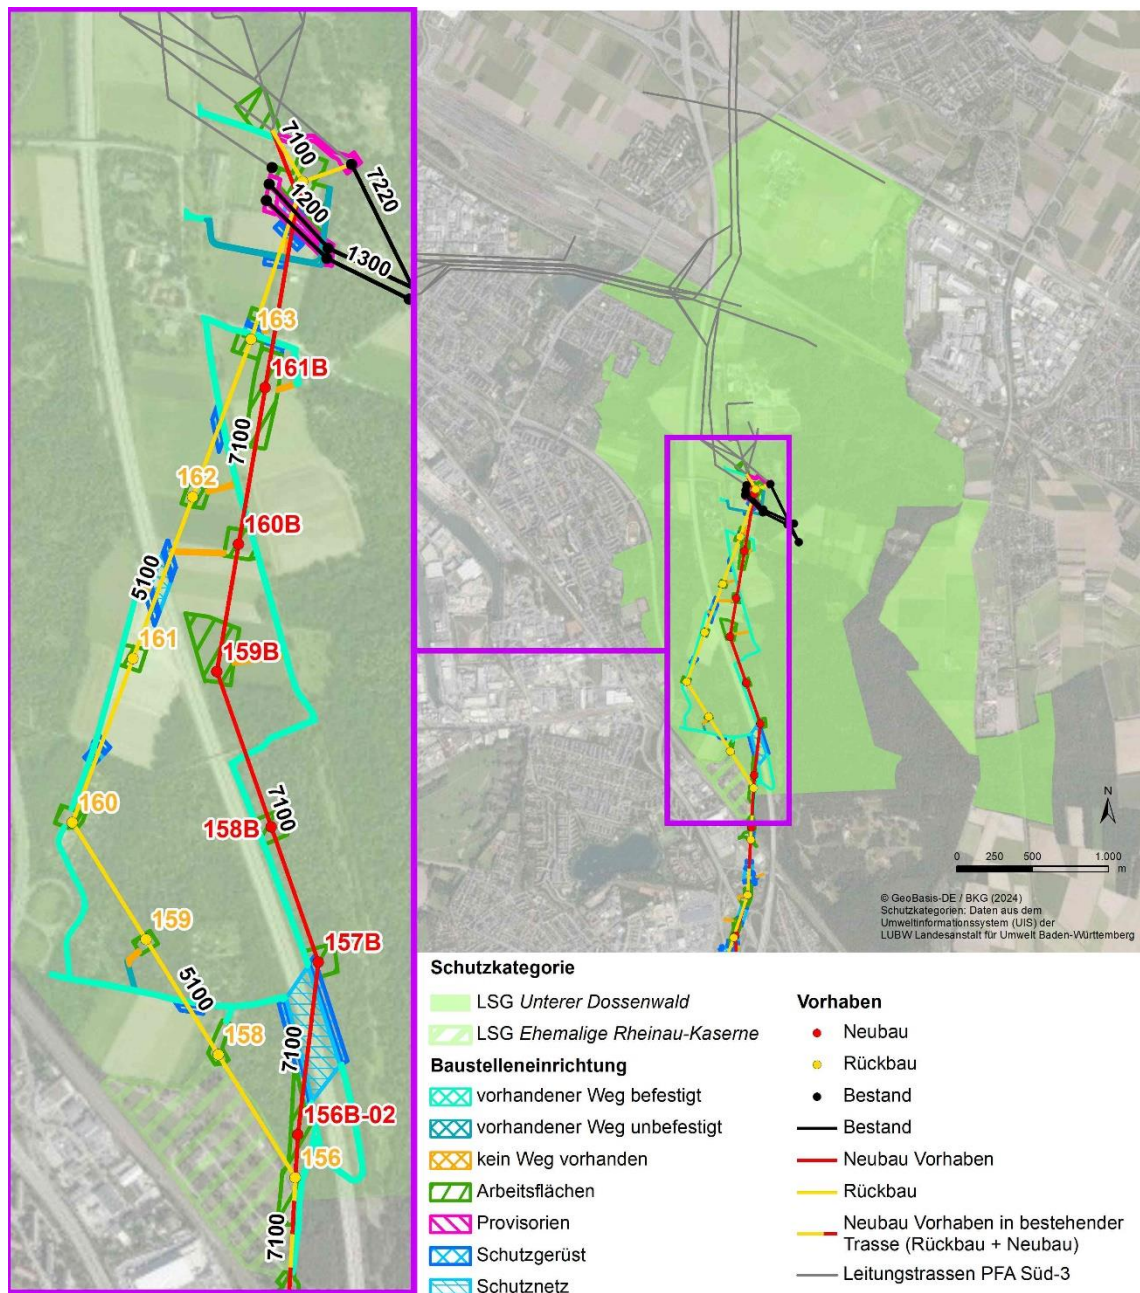 7100
7220
1200
1300
163
161B
7100
162
160B
5100
161
159B
160
7100
158B
159
157B
5100
158
7100
156B-02
156
7100
N
0 250 500 1.000
m
© GeoBasis-DE / BKG (2024)
Schutzkategorien: Daten aus dem
Umweltinformationssystem (UIS) der
LUBW Landesanstalt für Umwelt Baden-Württemberg
Schutzkategorie
LSG Unterer Dossenwald
LSG Ehemalige Rheinau-Kaserne
Baustelleneinrichtung
vorhandener Weg befestigt
vorhandener Weg unbefestigt
kein Weg vorhanden
Arbeitsflächen
Provisorien
Schutzgerüst
Schutznetz
Vorhaben
Neubau
Rückbau
Bestand
Bestand
Neubau Vorhaben
Rückbau
Neubau Vorhaben in bestehender
Trasse (Rückbau + Neubau)
Leitungstrassen PFA Süd-3